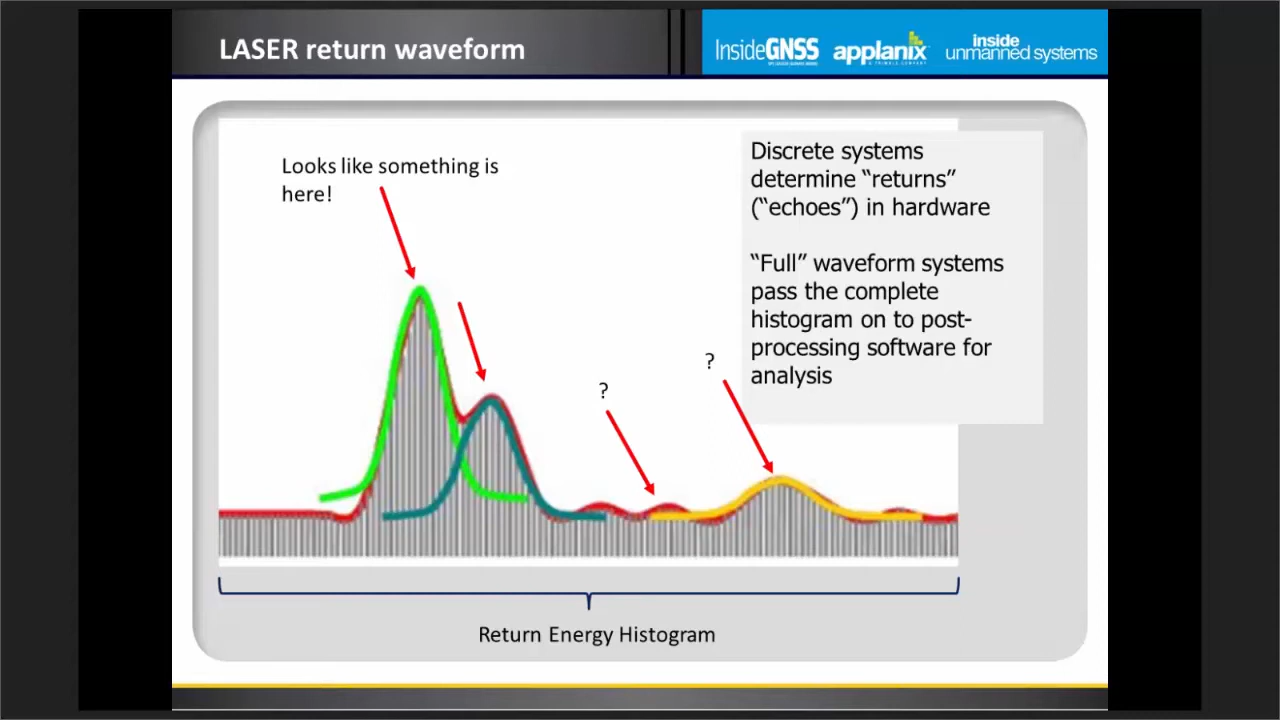 LASER return waveform
InsideGNSS
applanix
inside
unmanned systems
Looks like something is
here!
Discrete systems
determine “returns”
(“echoes”) in hardware
“Full” waveform systems
pass the complete
histogram on to post-
processing software for
analysis
?
?
Return Energy Histogram